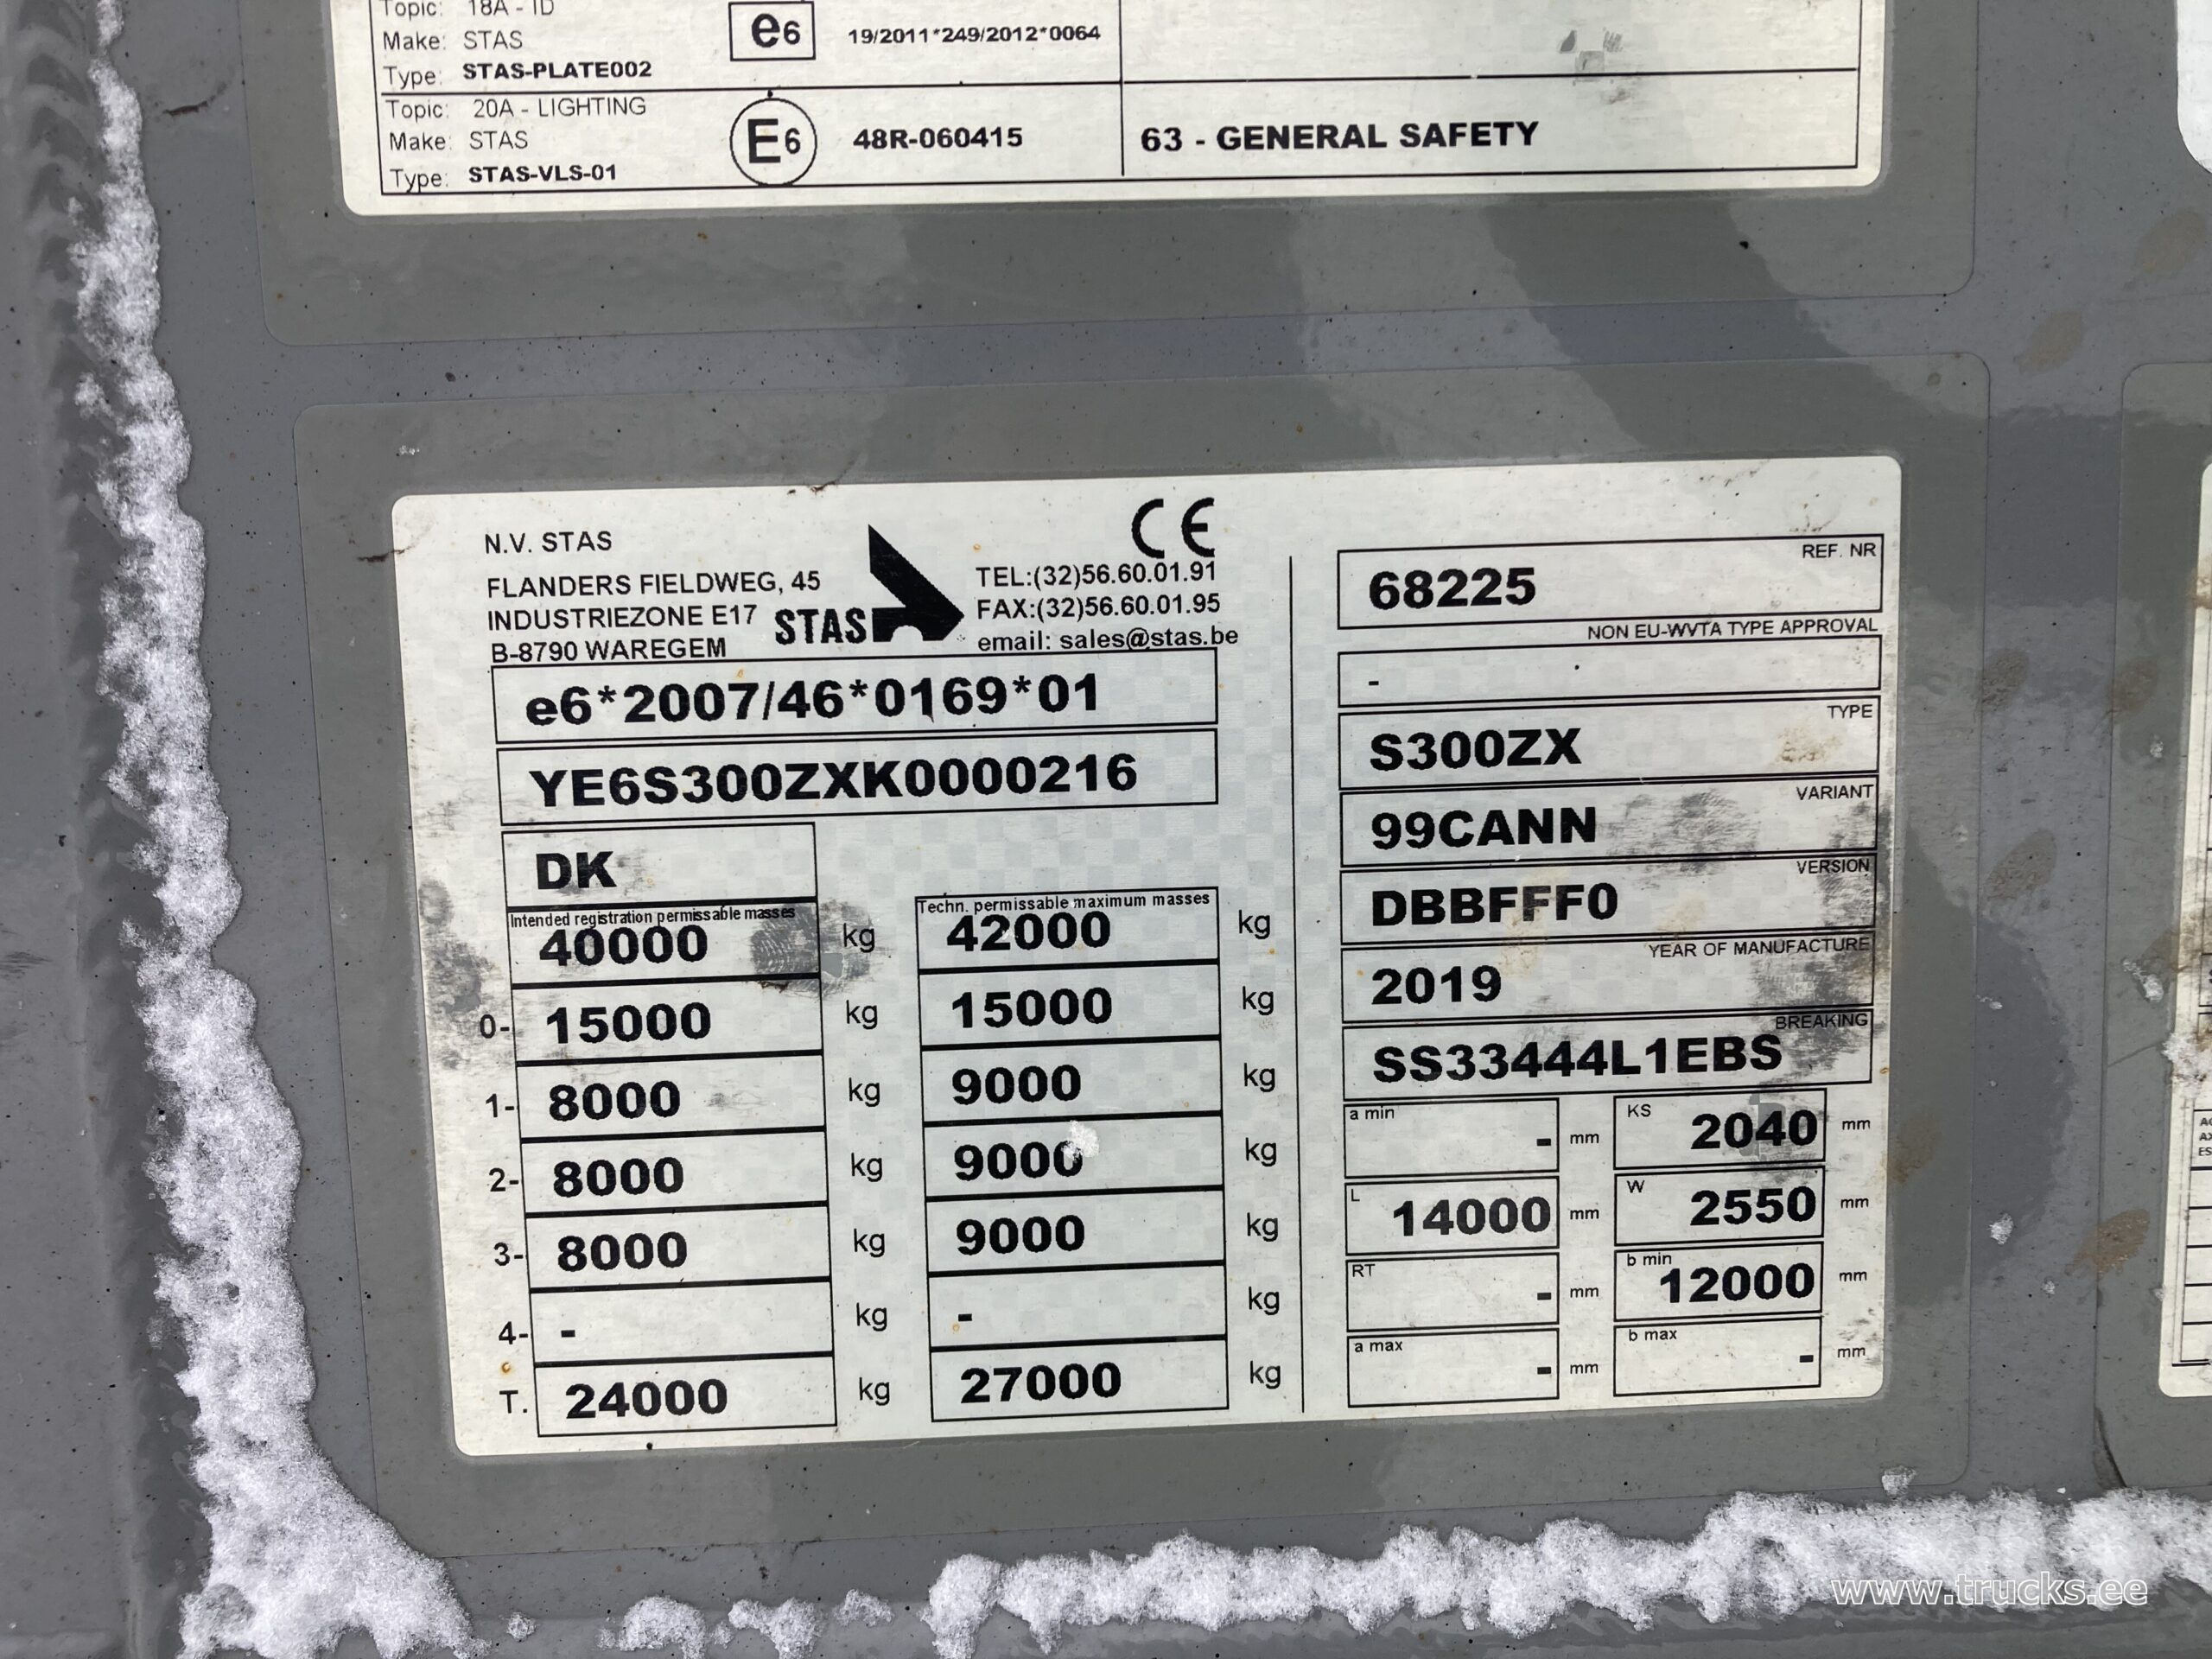 Topic: 18A - ID
Make: STAS
Type: STAS-PLATE002
e6
19/2011*249/2012*0064
Topic: 20A - LIGHTING
Make: STAS
Type: STAS-VLS-01
E6
48R-060415
63 - GENERAL SAFETY
N.V. STAS
FLANDERS FIELDWEG, 45
INDUSTRIEZONE E17
B-8790 WAREGEM
STAS
CE
TEL:(32)56.60.01.91
FAX:(32)56.60.01.95
email: sales@stas.be
e6*2007/46*0169*01
YE6S300ZXK0000216
DK
Intended registration permissable masses
40000 kg
Techn. permissable maximum masses
42000 kg
0- 15000 kg 15000 kg
1- 8000 kg 9000 kg
2- 8000 kg 9000 kg
3- 8000 kg 9000 kg
4- - kg - kg
T. 24000 kg 27000 kg
REF. NR
68225
NON EU-WVTA TYPE APPROVAL
-
TYPE
S300ZX
VARIANT
99CANN
VERSION
DBBFFF0
YEAR OF MANUFACTURE
2019
BREAKING
SS33444L1EBS
a min - mm KS 2040 mm
L 14000 mm W 2550 mm
RT - mm b min 12000 mm
a max - mm b max - mm
www.trucks.ee